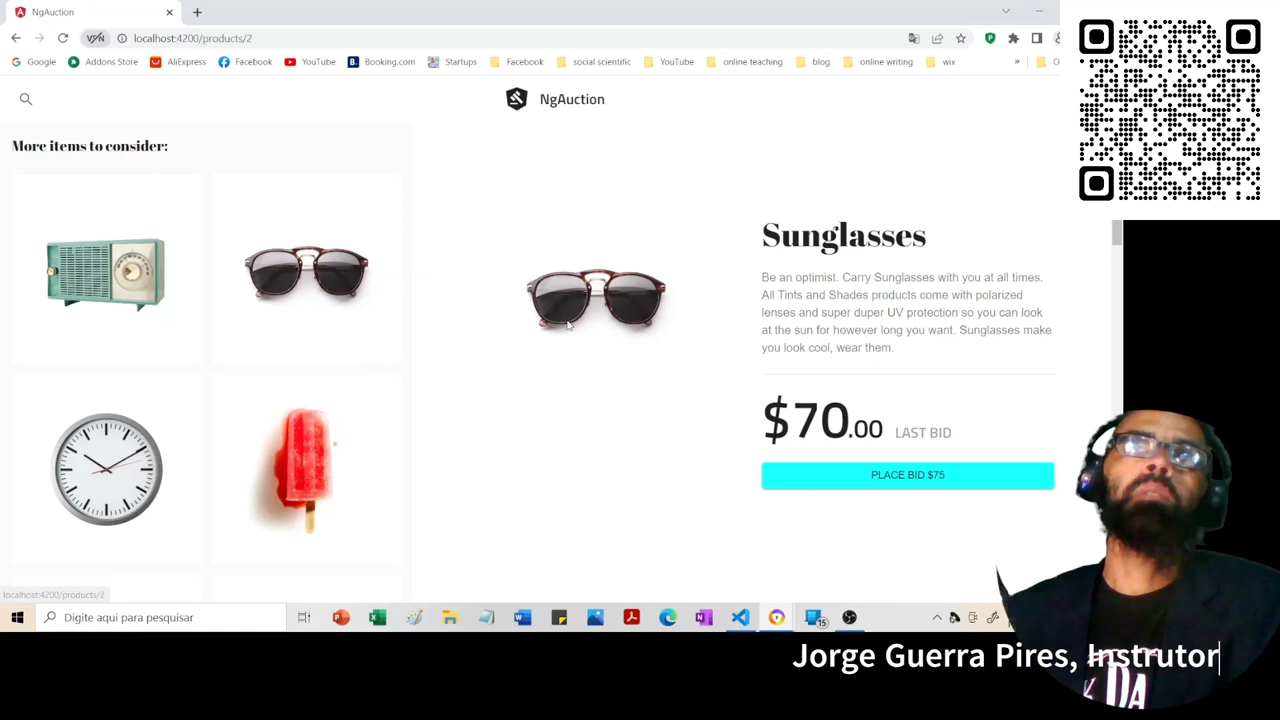 NgAuction
VPN
localhost:4200/products/2
Google
Addons Store
AliExpress
Facebook
YouTube
Booking.com
Startups
Facebook
social scientific
YouTube
online teaching
blog
online writing
wix
»
NgAuction
More items to consider:
Sunglasses
Be an optimist. Carry Sunglasses with you at all times.
All Tints and Shades products come with polarized
lenses and super duper UV protection so you can look
at the sun for however long you want. Sunglasses make
you look cool, wear them.
$70.00 LAST BID
PLACE BID $75
localhost:4200/products/2
Digite aqui para pesquisar
15
Jorge Guerra Pires, Instrutor
DA